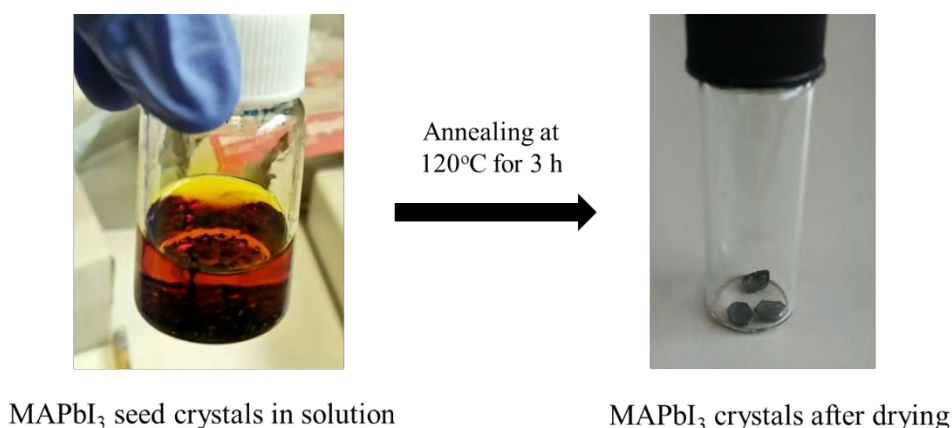 Annealing at
120°C for 3 h
MAPbI₃ seed crystals in solution
MAPbI₃ crystals after drying